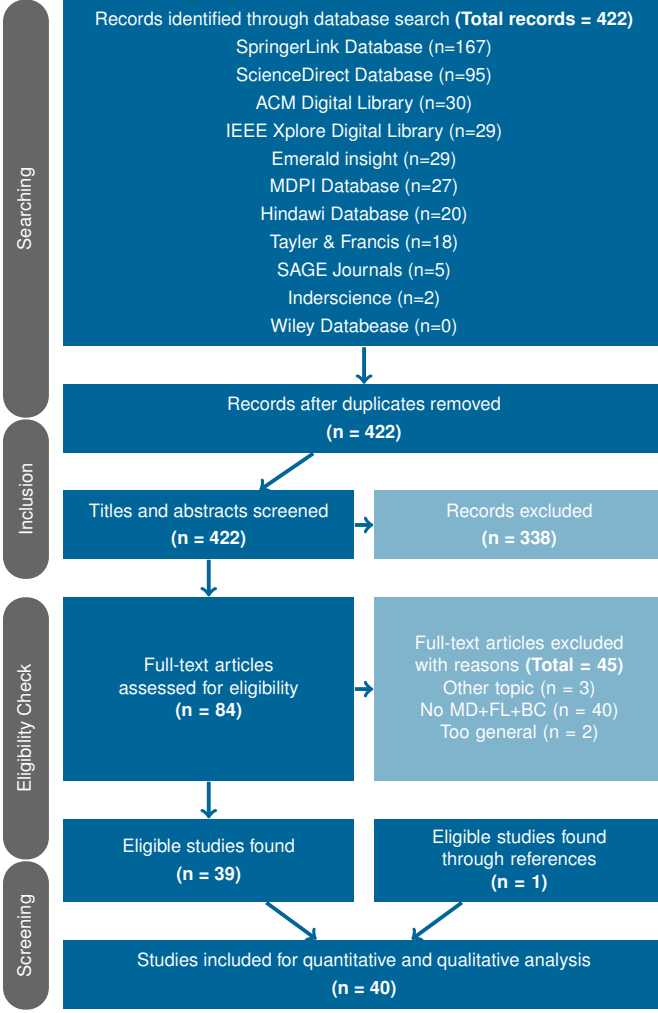 Searching
Records identified through database search (Total records = 422)
SpringerLink Database (n=167)
ScienceDirect Database (n=95)
ACM Digital Library (n=30)
IEEE Xplore Digital Library (n=29)
Emerald insight (n=29)
MDPI Database (n=27)
Hindawi Database (n=20)
Tayler & Francis (n=18)
SAGE Journals (n=5)
Inderscience (n=2)
Wiley Databease (n=0)
Records after duplicates removed
(n = 422)
Inclusion
Titles and abstracts screened
(n = 422)
Records excluded
(n = 338)
Eligibility Check
Full-text articles
assessed for eligibility
(n = 84)
Full-text articles excluded
with reasons (Total = 45)
Other topic (n = 3)
No MD+FL+BC (n = 40)
Too general (n = 2)
Eligible studies found
(n = 39)
Eligible studies found
through references
(n = 1)
Screening
Studies included for quantitative and qualitative analysis
(n = 40)